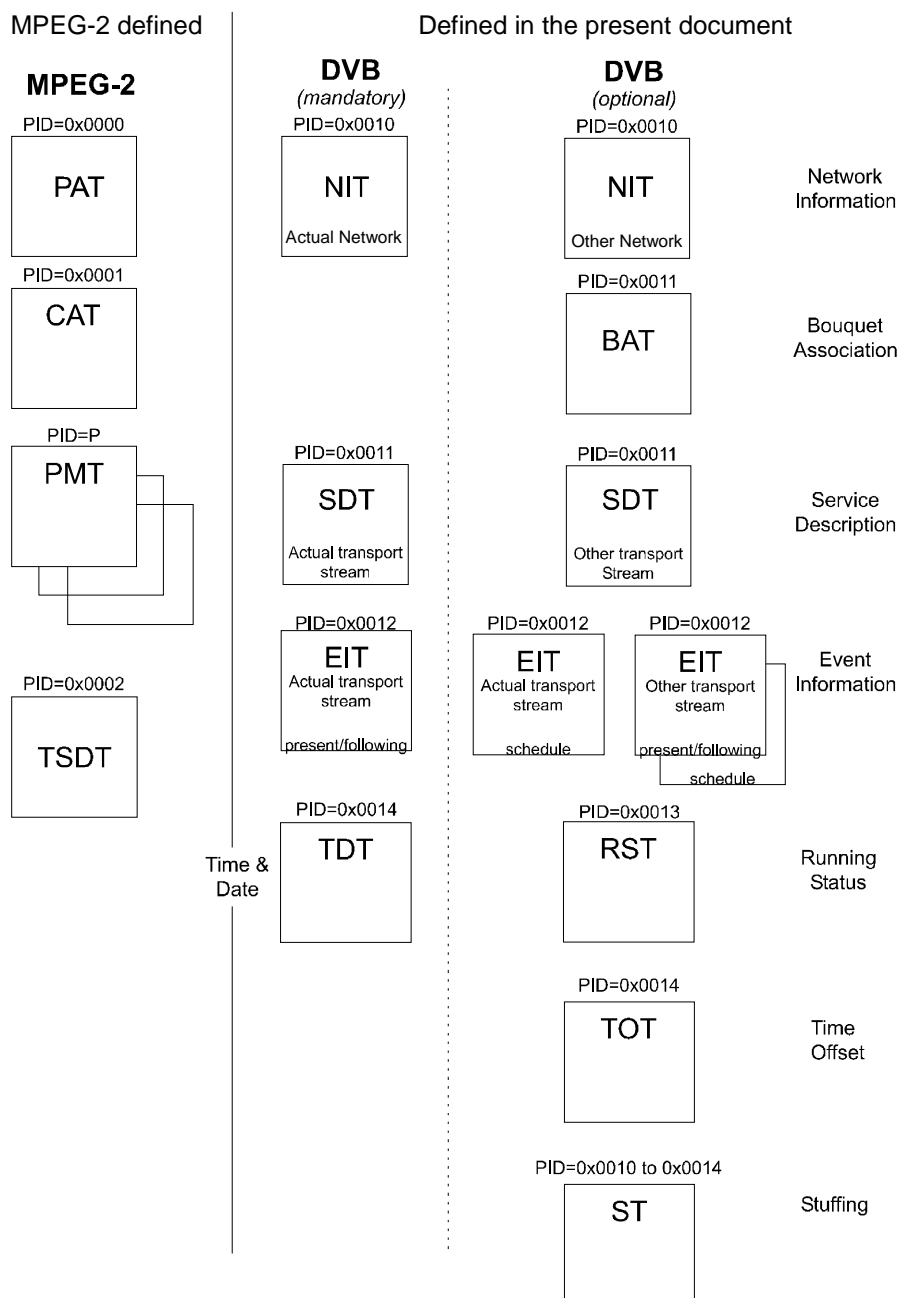 MPEG-2 defined
Defined in the present document
MPEG-2
DVB
(mandatory)
DVB
(optional)
PID=0x0000
PAT
PID=0x0010
NIT
Actual Network
PID=0x0010
NIT
Other Network
Network
Information
PID=0x0001
CAT
PID=0x0011
BAT
Bouquet
Association
PID=P
PMT
PID=0x0011
SDT
Actual transport
stream
PID=0x0011
SDT
Other transport
Stream
Service
Description
PID=0x0012
EIT
Actual transport
stream
present/following
PID=0x0012
EIT
Actual transport
stream
schedule
PID=0x0012
EIT
Other transport
stream
present/following
schedule
Event
Information
PID=0x0002
TSDT
Time &
Date
PID=0x0014
TDT
PID=0x0013
RST
Running
Status
PID=0x0014
TOT
Time
Offset
PID=0x0010 to 0x0014
ST
Stuffing